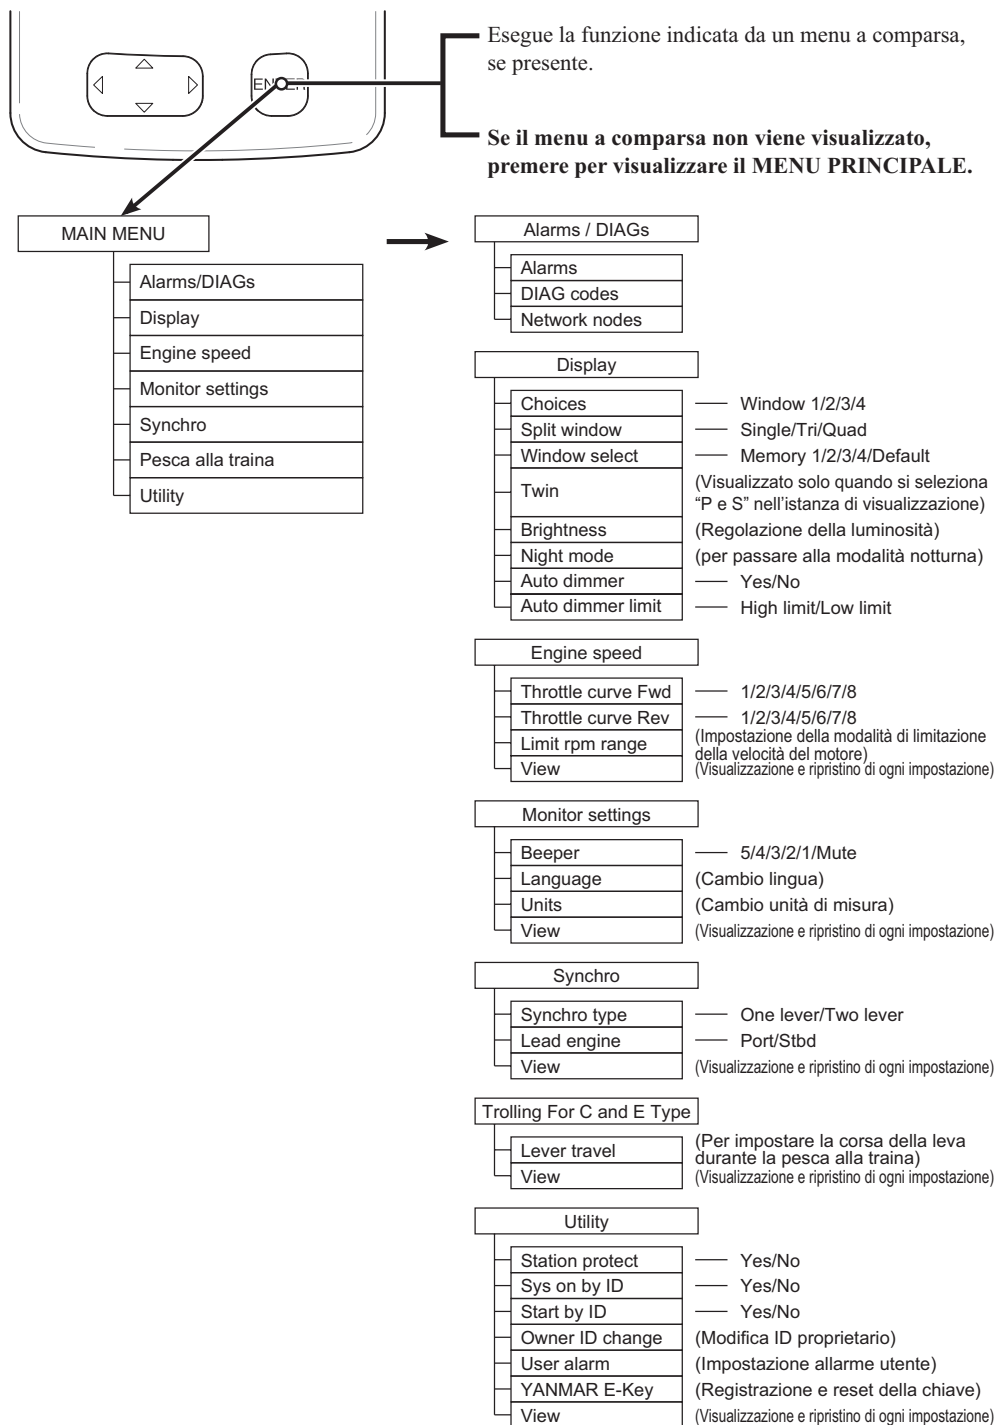 Esegue la funzione indicata da un menu a comparsa,
se presente.
ENTER
Se il menu a comparsa non viene visualizzato,
premere per visualizzare il MENU PRINCIPALE.
MAIN MENU
Alarms/DIAGs
Display
Engine speed
Monitor settings
Synchro
Pesca alla traina
Utility
Alarms / DIAGs
Alarms
DIAG codes
Network nodes
Display
Choices Window 1/2/3/4
Split window Single/Tri/Quad
Window select Memory 1/2/3/4/Default
Twin (Visualizzato solo quando si seleziona
“P e S” nell’istanza di visualizzazione)
Brightness (Regolazione della luminosità)
Night mode (per passare alla modalità notturna)
Auto dimmer Yes/No
Auto dimmer limit High limit/Low limit
Engine speed
Throttle curve Fwd 1/2/3/4/5/6/7/8
Throttle curve Rev 1/2/3/4/5/6/7/8
Limit rpm range (Impostazione della modalità di limitazione
della velocità del motore)
View (Visualizzazione e ripristino di ogni impostazione)
Monitor settings
Beeper 5/4/3/2/1/Mute
Language (Cambio lingua)
Units (Cambio unità di misura)
View (Visualizzazione e ripristino di ogni impostazione)
Synchro
Synchro type One lever/Two lever
Lead engine Port/Stbd
View (Visualizzazione e ripristino di ogni impostazione)
Trolling For C and E Type
Lever travel (Per impostare la corsa della leva
durante la pesca alla traina)
View (Visualizzazione e ripristino di ogni impostazione)
Utility
Station protect Yes/No
Sys on by ID Yes/No
Start by ID Yes/No
Owner ID change (Modifica ID proprietario)
User alarm (Impostazione allarme utente)
YANMAR E-Key (Registrazione e reset della chiave)
View (Visualizzazione e ripristino di ogni impostazione)